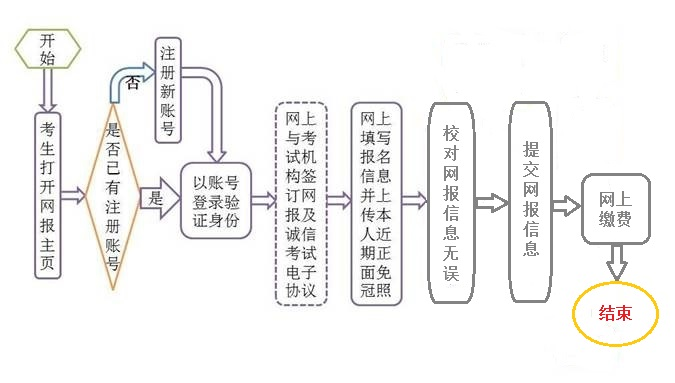 开
始
考生打开网报主页
是否已有注册账号
否
是
注册新账号
以账号
登录验
证身份
网上
与考
试机
构签
订网
报及
诚信
考试
电子
协议
网上
填写
报名
信息
并上
传本
人近
期正
面免
冠照
校对网报信息无误
提交网报信息
网上
缴费
结束